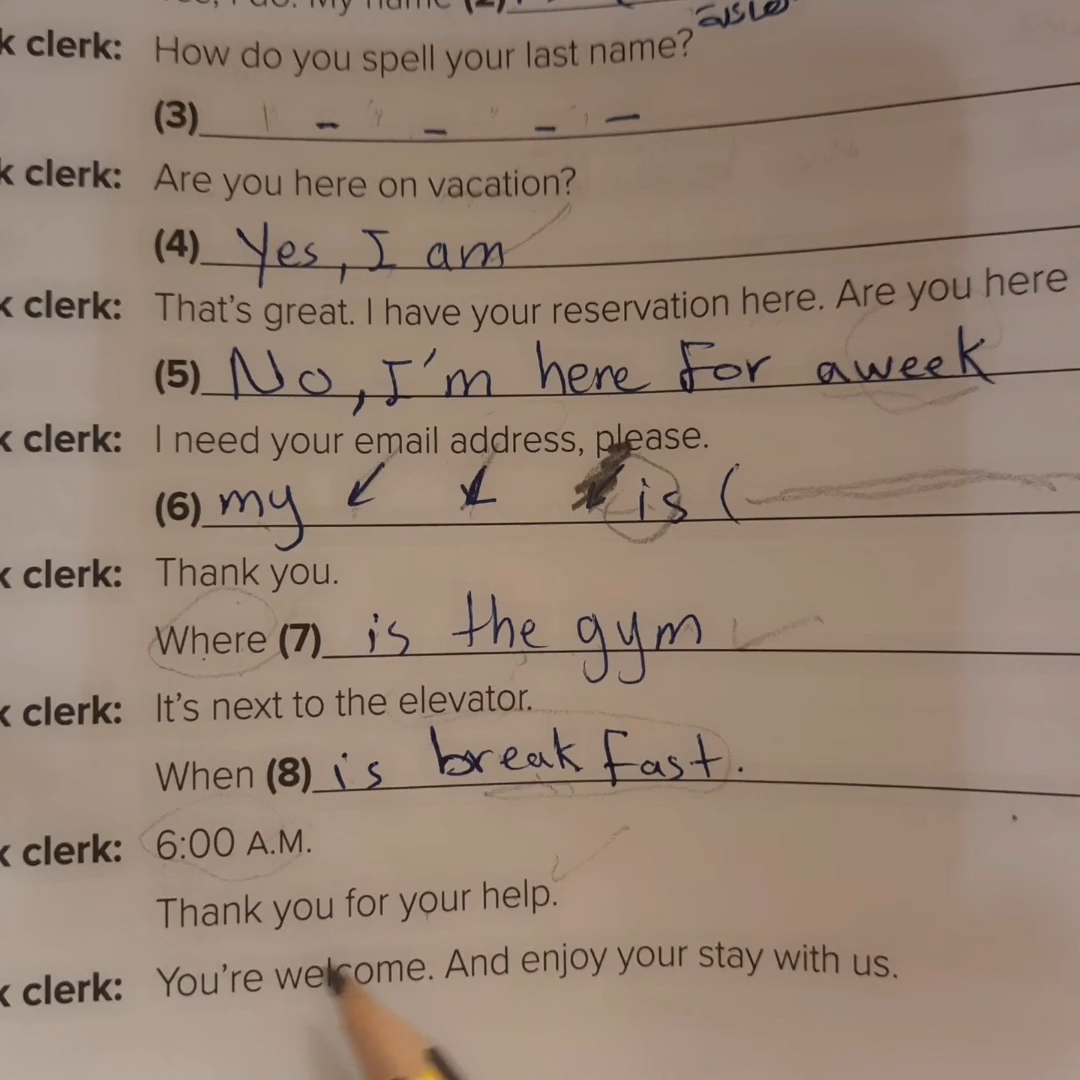 k clerk: How do you spell your last name?
(3) - - - -
k clerk: Are you here on vacation?
(4) Yes, I am
k clerk: That's great. I have your reservation here. Are you here
(5) No, I'm here for aweek
k clerk: I need your email address, please.
(6) my ↙ ↙ ↙ is (
k clerk: Thank you.
Where (7) is the gym
k clerk: It's next to the elevator.
When (8) is break fast.
k clerk: 6:00 A.M.
Thank you for your help.
k clerk: You're welcome. And enjoy your stay with us.